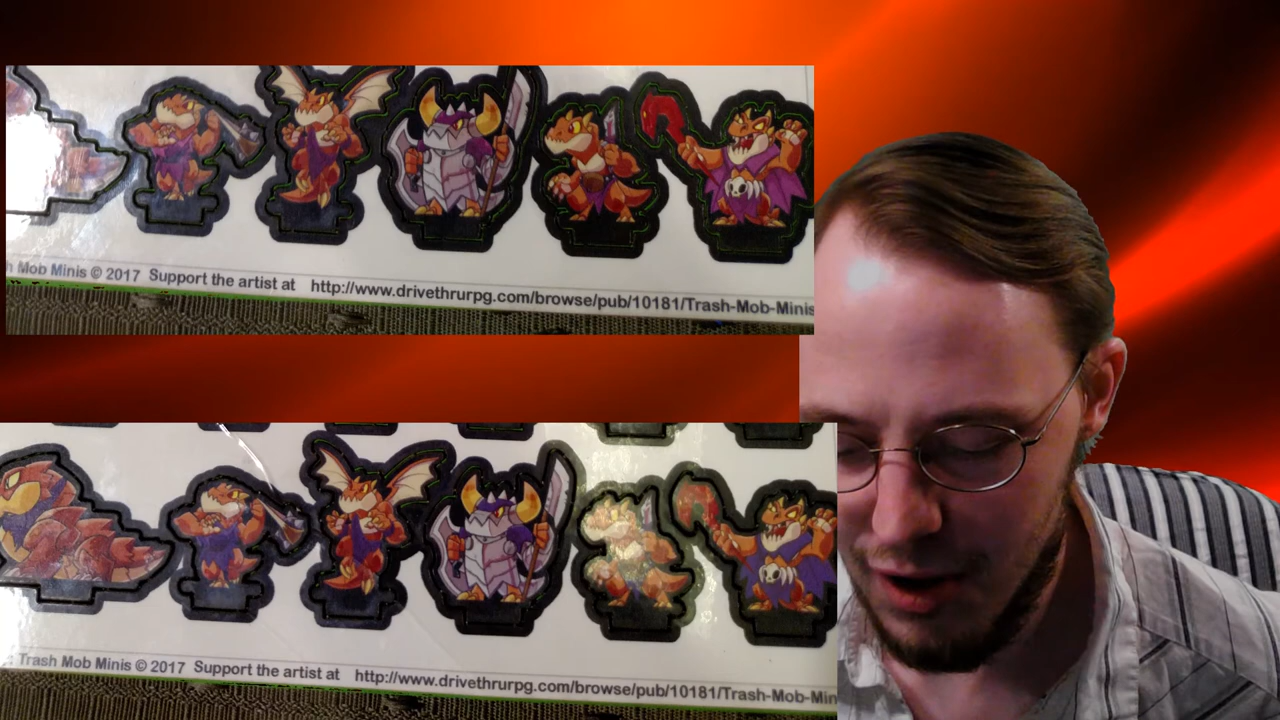 h Mob Minis © 2017 Support the artist at http://www.drivethrurpg.com/browse/pub/10181/Trash-Mob-Minis
Trash Mob Minis © 2017 Support the artist at http://www.drivethrurpg.com/browse/pub/10181/Trash-Mob-Min